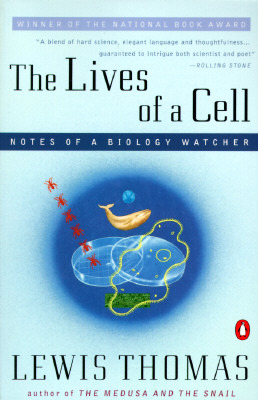 WINNER OF THE NATIONAL BOOK AWARD
"A blend of hard science, elegant language and thoughtfulness...
guaranteed to intrigue both scientist and poet"
—ROLLING STONE
The Lives
of a Cell
NOTES OF A BIOLOGY WATCHER
LEWIS THOMAS
author of THE MEDUSA AND THE SNAIL